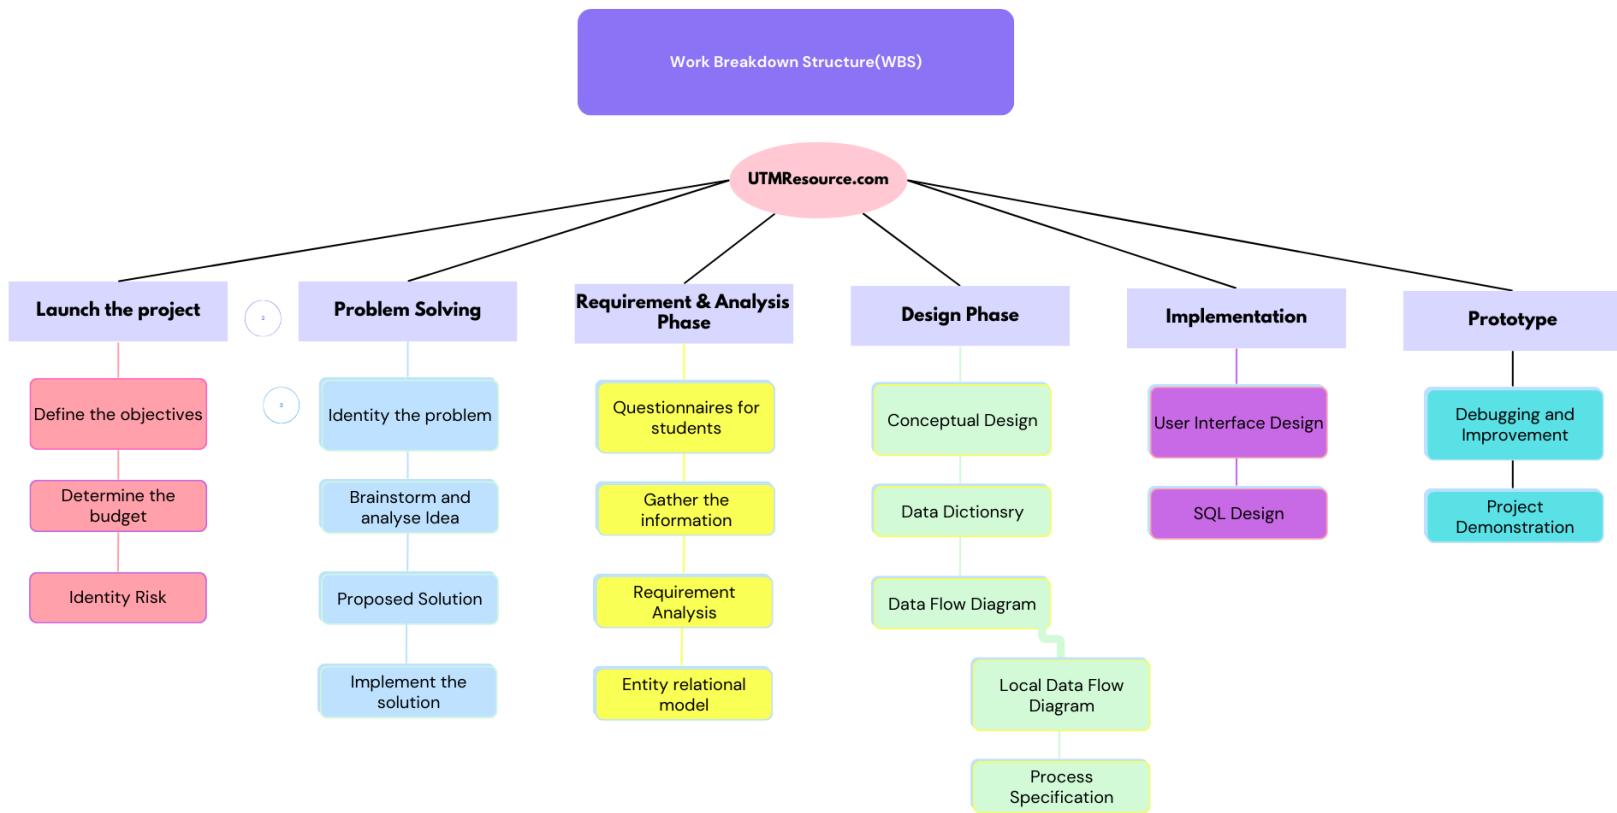 Work Breakdown Structure(WBS)
UTMResource.com
Launch the project
Define the objectives
Determine the
budget
Identity Risk
Problem Solving
Identity the problem
Brainstorm and
analyse Idea
Proposed Solution
Implement the
solution
Requirement & Analysis
Phase
Questionnaires for
students
Gather the
information
Requirement
Analysis
Entity relational
model
Design Phase
Conceptual Design
Data Dictionsry
Data Flow Diagram
Local Data Flow
Diagram
Process
Specification
Implementation
User Interface Design
SQL Design
Prototype
Debugging and
Improvement
Project
Demonstration